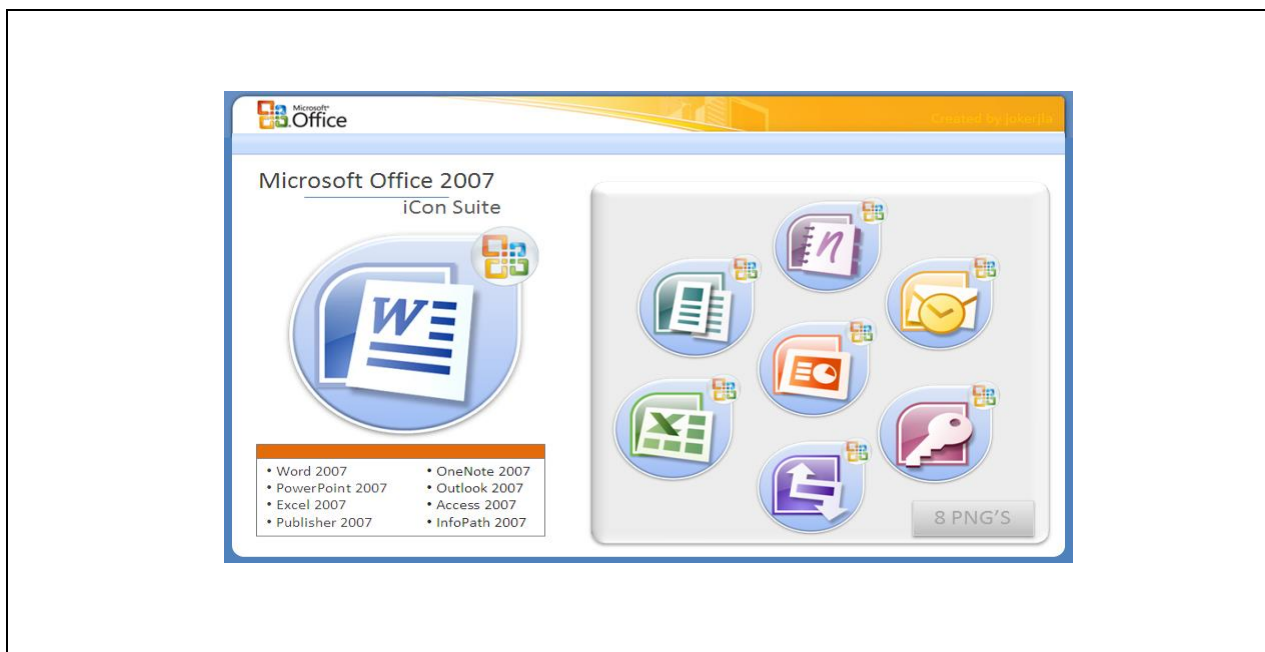 Microsoft®
Office
Created by jokerjla
Microsoft Office 2007
iCon Suite
W
n
X
• Word 2007
• PowerPoint 2007
• Excel 2007
• Publisher 2007
• OneNote 2007
• Outlook 2007
• Access 2007
• InfoPath 2007
8 PNG'S